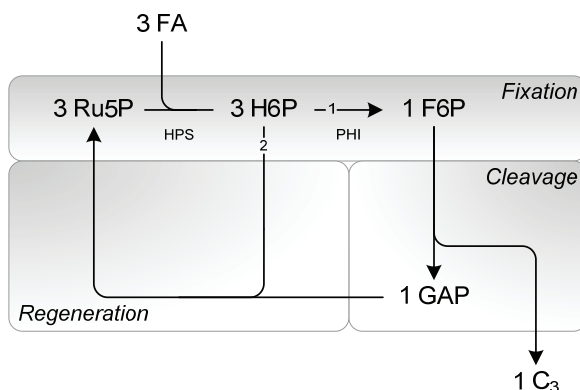 3 FA
Fixation
3 Ru5P 3 H6P 1 1 F6P
HPS PHI
2
Cleavage
1 GAP
Regeneration
1 C₃